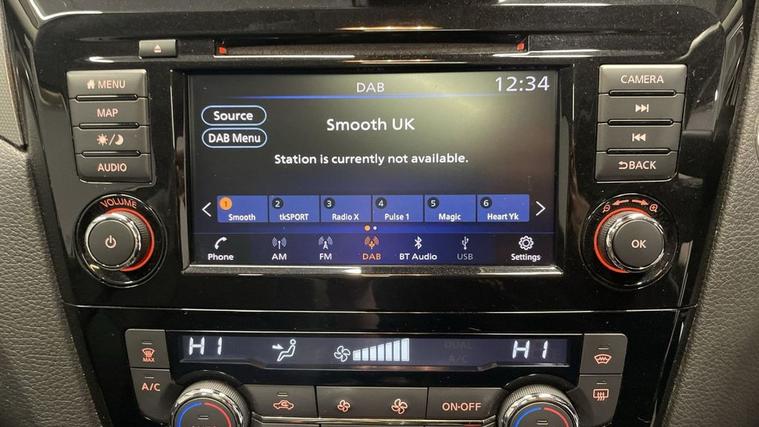 DAB 12:34
MENU
MAP
AUDIO
VOLUME
Source
DAB Menu
Smooth UK
Station is currently not available.
1 2 3 4 5 6
Smooth tkSPORT Radio X Pulse 1 Magic Heart Yk
Phone AM FM DAB BT Audio USB Settings
CAMERA
BACK
OK
HI HI
DUAL
A/C
MAX
A/C
ON-OFF